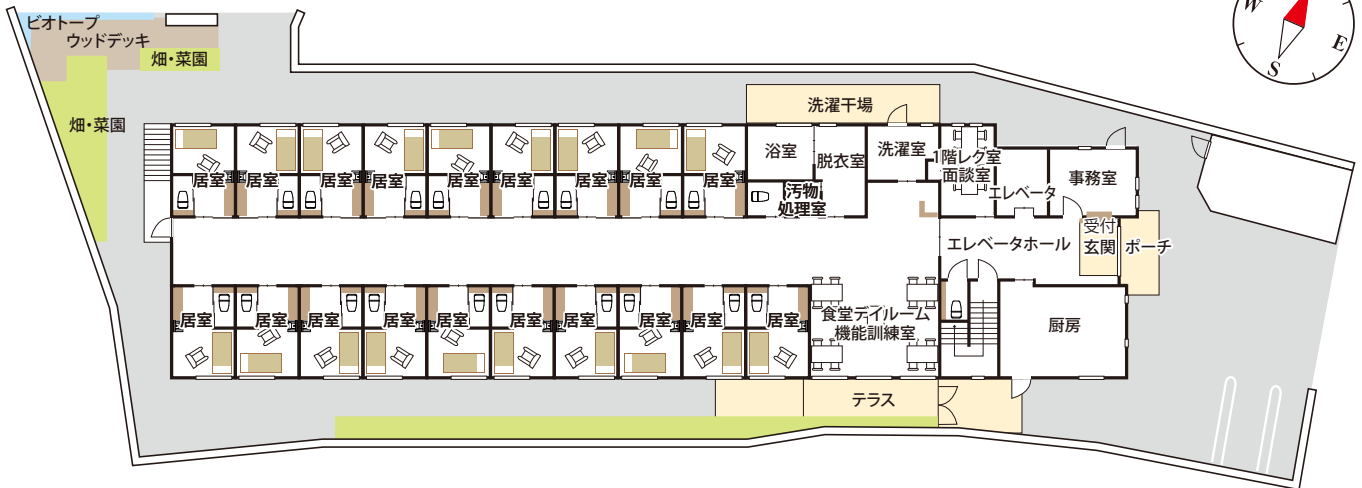 ビオトープ
ウッドデッキ
畑・菜園
畑・菜園
W
E
S
洗濯干場
居室
居室
居室
居室
居室
居室
居室
居室
居室
浴室
脱衣室
汚物
処理室
洗濯室
1階レク室
面談室
エレベータ
事務室
エレベータホール
受付
玄関
ポーチ
居室
居室
居室
居室
居室
居室
居室
居室
居室
居室
食堂デイルーム
機能訓練室
厨房
テラス